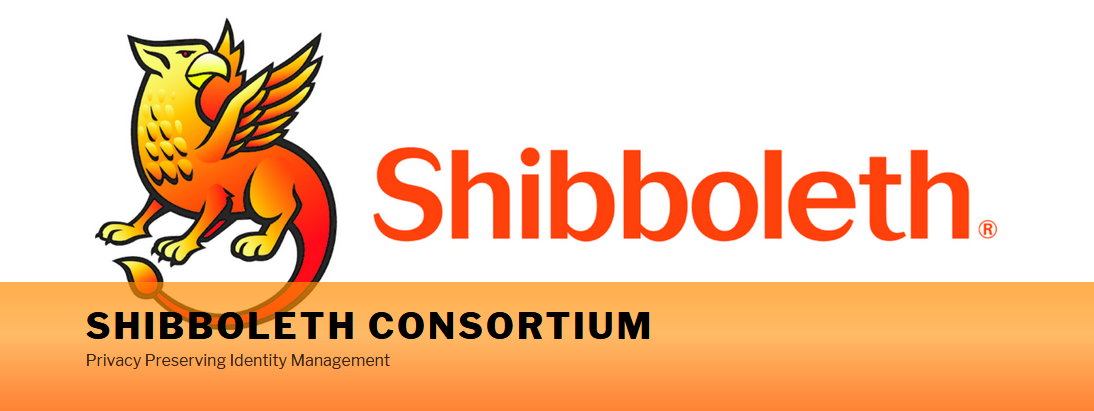 Shibboleth®
SHIBBOLETH CONSORTIUM
Privacy Preserving Identity Management